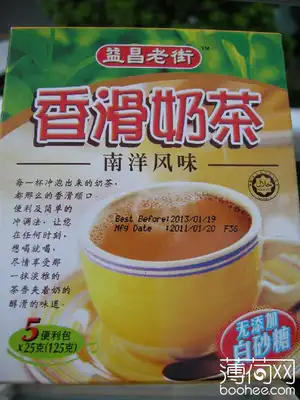 益昌老街™
香滑奶茶
南洋风味
每一杯冲泡出来的奶茶,
都那么的香滑顺口。
便利及简单的
冲调法,让您
在任何时刻,
想喝就喝,
尽情享受那
一抹淡雅的
茶香夹着奶的
醇滑的味道.
Best Before:2013/01/19
Mfg Date :2011/01/20 F36
5便利包
x25克(125克)
无添加
白砂糖
薄荷网
boohee.com